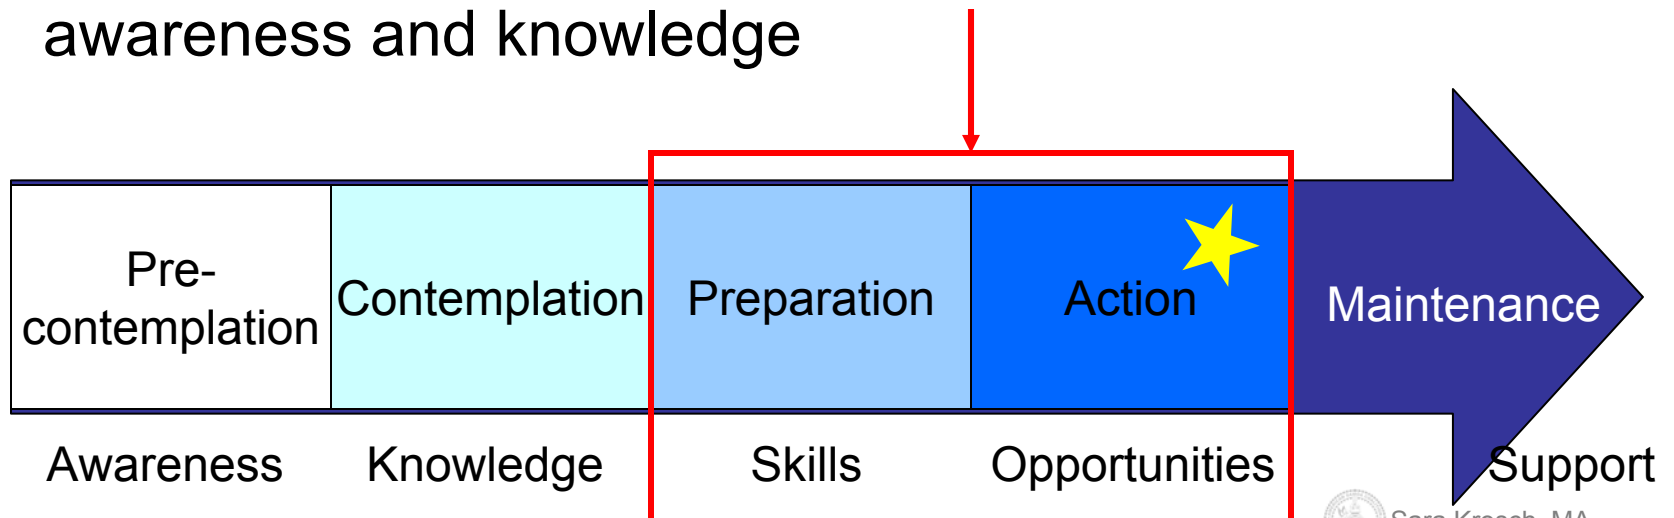 awareness and knowledge
Pre-
contemplation
Contemplation
Preparation
Action
Maintenance
Awareness
Knowledge
Skills
Opportunities
Support